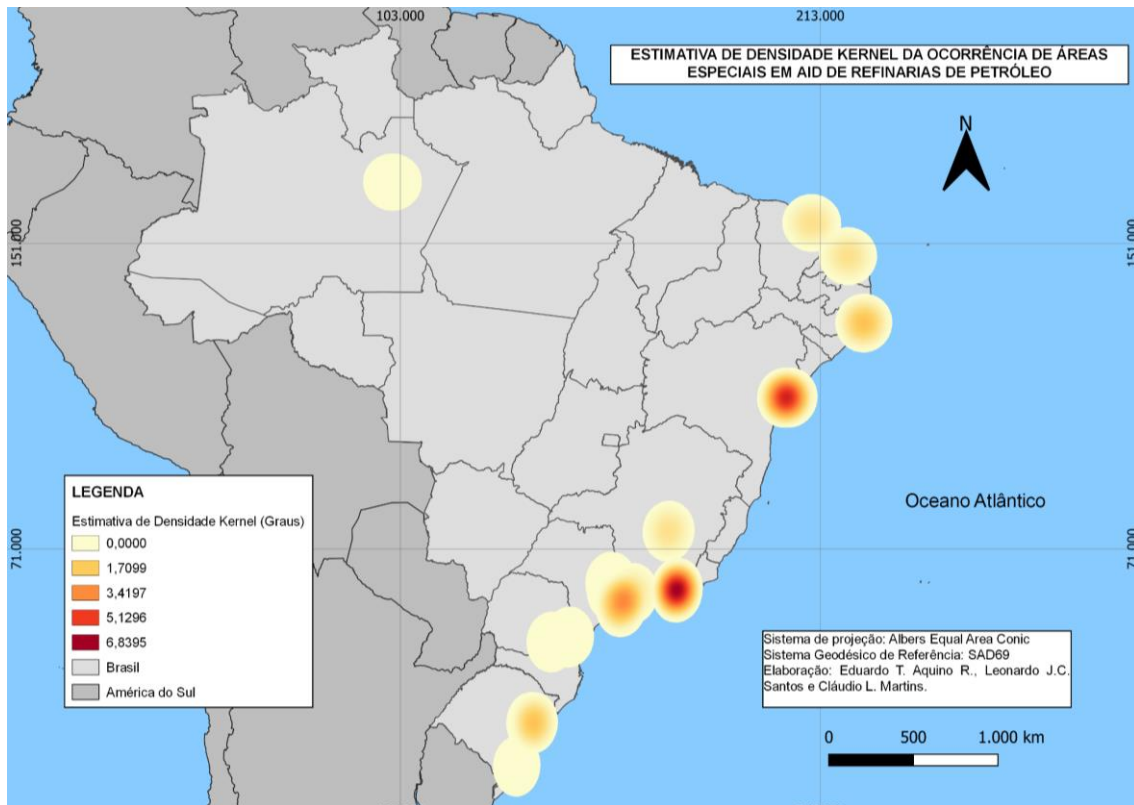 103.000
213.000
ESTIMATIVA DE DENSIDADE KERNEL DA OCORRÊNCIA DE ÁREAS
ESPECIAIS EM AID DE REFINARIAS DE PETRÓLEO
N
151.000
151.000
LEGENDA
Estimativa de Densidade Kernel (Graus)
0,0000
1,7099
3,4197
5,1296
6,8395
Brasil
América do Sul
Oceano Atlântico
71.000
71.000
Sistema de projeção: Albers Equal Area Conic
Sistema Geodésico de Referência: SAD69
Elaboração: Eduardo T. Aquino R., Leonardo J.C.
Santos e Cláudio L. Martins.
0 500 1.000 km